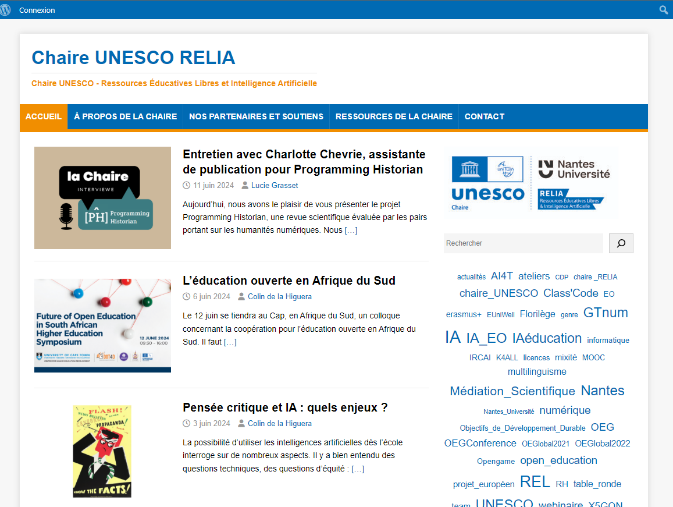 Connexion
Chaire UNESCO RELIA
Chaire UNESCO - Ressources Éducatives Libres et Intelligence Artificielle
ACCUEIL À PROPOS DE LA CHAIRE NOS PARTENAIRES ET SOUTIENS RESSOURCES DE LA CHAIRE CONTACT
la Chaire
INTERVIEWS
[PH] Programming
Historian
Entretien avec Charlotte Chevrie, assistante
de publication pour Programming Historian
11 juin 2024 Lucie Grasset
Aujourd'hui, nous avons le plaisir de vous présenter le projet
Programming Historian, une revue scientifique évaluée par les pairs
portant sur les humanités numériques. Nous [...]
Future of Open Education
in South African
Higher Education
Symposium
12 JUNE 2024
L'éducation ouverte en Afrique du Sud
6 juin 2024 Colin de la Higuera
Le 12 juin se tiendra au Cap, en Afrique du Sud, un colloque
concernant la coopération pour l'éducation ouverte en Afrique du
Sud. Il faut [...]
FLASH!
PROPAGANDA!
KNOW THE FACTS!
Pensée critique et IA : quels enjeux ?
3 juin 2024 Colin de la Higuera
La possibilité d'utiliser les intelligences artificielles dès l'école
interroge sur de nombreux aspects. Il y a bien entendu des
questions techniques, des questions d'équité : [...]
unesco
Chaire
Nantes
Université
RELIA
Ressources Éducatives Libres
& Intelligence Artificielle
Rechercher
actualités AI4T ateliers CDP chaire _RELIA
chaire_UNESCO Class'Code EO
erasmus+ EUniWell Florilège genre GTnum
IA IA_EO IAéducation informatique
IRCAI K4ALL licences mixité MOOC
multilinguisme
Médiation_Scientifique Nantes
Nantes_Université numérique
Objectifs_de_Développement_Durable OEG
OEGConference OEGlobal2021 OEGlobal2022
Opengame open_education
projet_européen REL RH table_ronde
team UNESCO webinaire X5GON